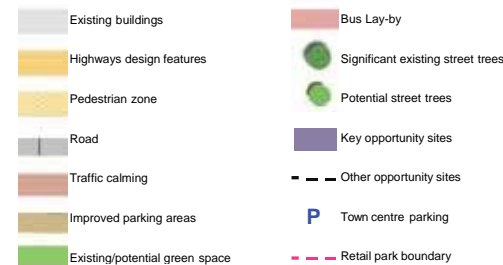 Existing buildings
Highways design features
Pedestrian zone
Road
Traffic calming
Improved parking areas
Existing/potential green space
Bus Lay-by
Significant existing street trees
Potential street trees
Key opportunity sites
Other opportunity sites
P Town centre parking
Retail park boundary